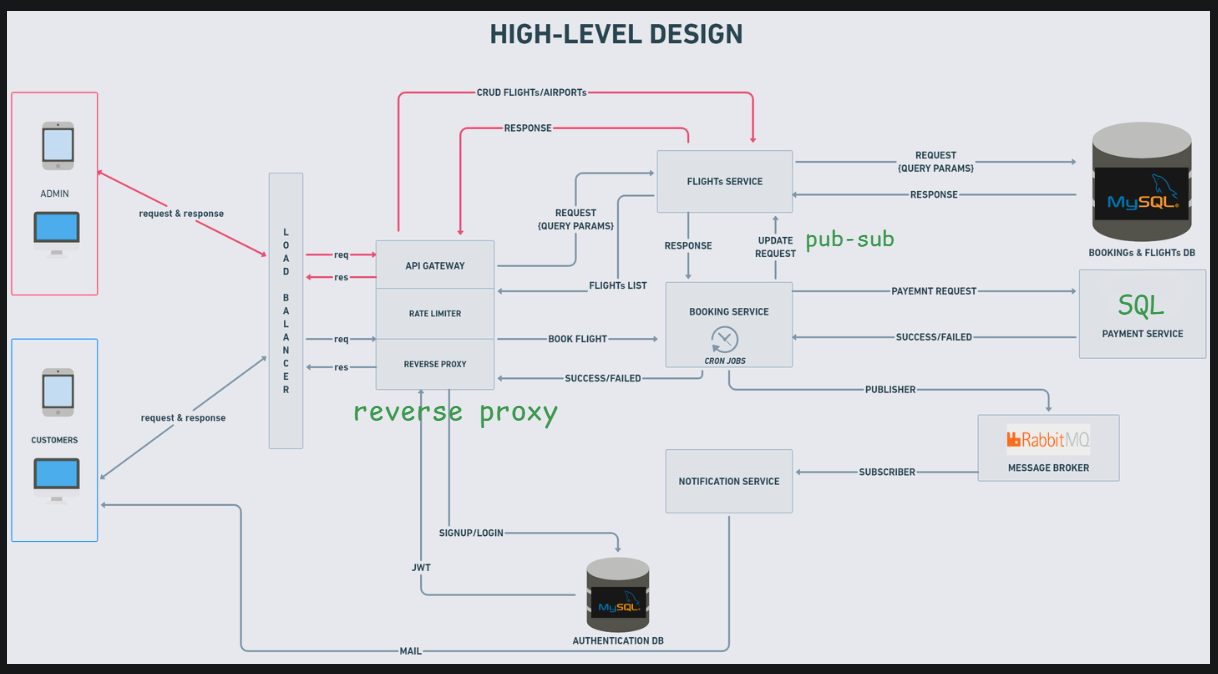 HIGH-LEVEL DESIGN
CRUD FLIGHTS/AIRPORTs
RESPONSE
ADMIN
request & response
LOAD BALANCER
req
res
req
res
API GATEWAY
RATE LIMITER
REVERSE PROXY
reverse proxy
REQUEST
(QUERY PARAMS)
FLIGHTs SERVICE
REQUEST
(QUERY PARAMS)
RESPONSE
MySQL
BOOKINGs & FLIGHTs DB
RESPONSE
UPDATE
REQUEST
pub-sub
FLIGHTs LIST
BOOKING SERVICE
CRON JOBS
PAYEMNT REQUEST
SUCCESS/FAILED
SQL
PAYMENT SERVICE
BOOK FLIGHT
SUCCESS/FAILED
PUBLISHER
RabbitMQ
MESSAGE BROKER
SUBSCRIBER
NOTIFICATION SERVICE
request & response
CUSTOMERS
SIGNUP/LOGIN
JWT
MySQL
AUTHENTICATION DB
MAIL